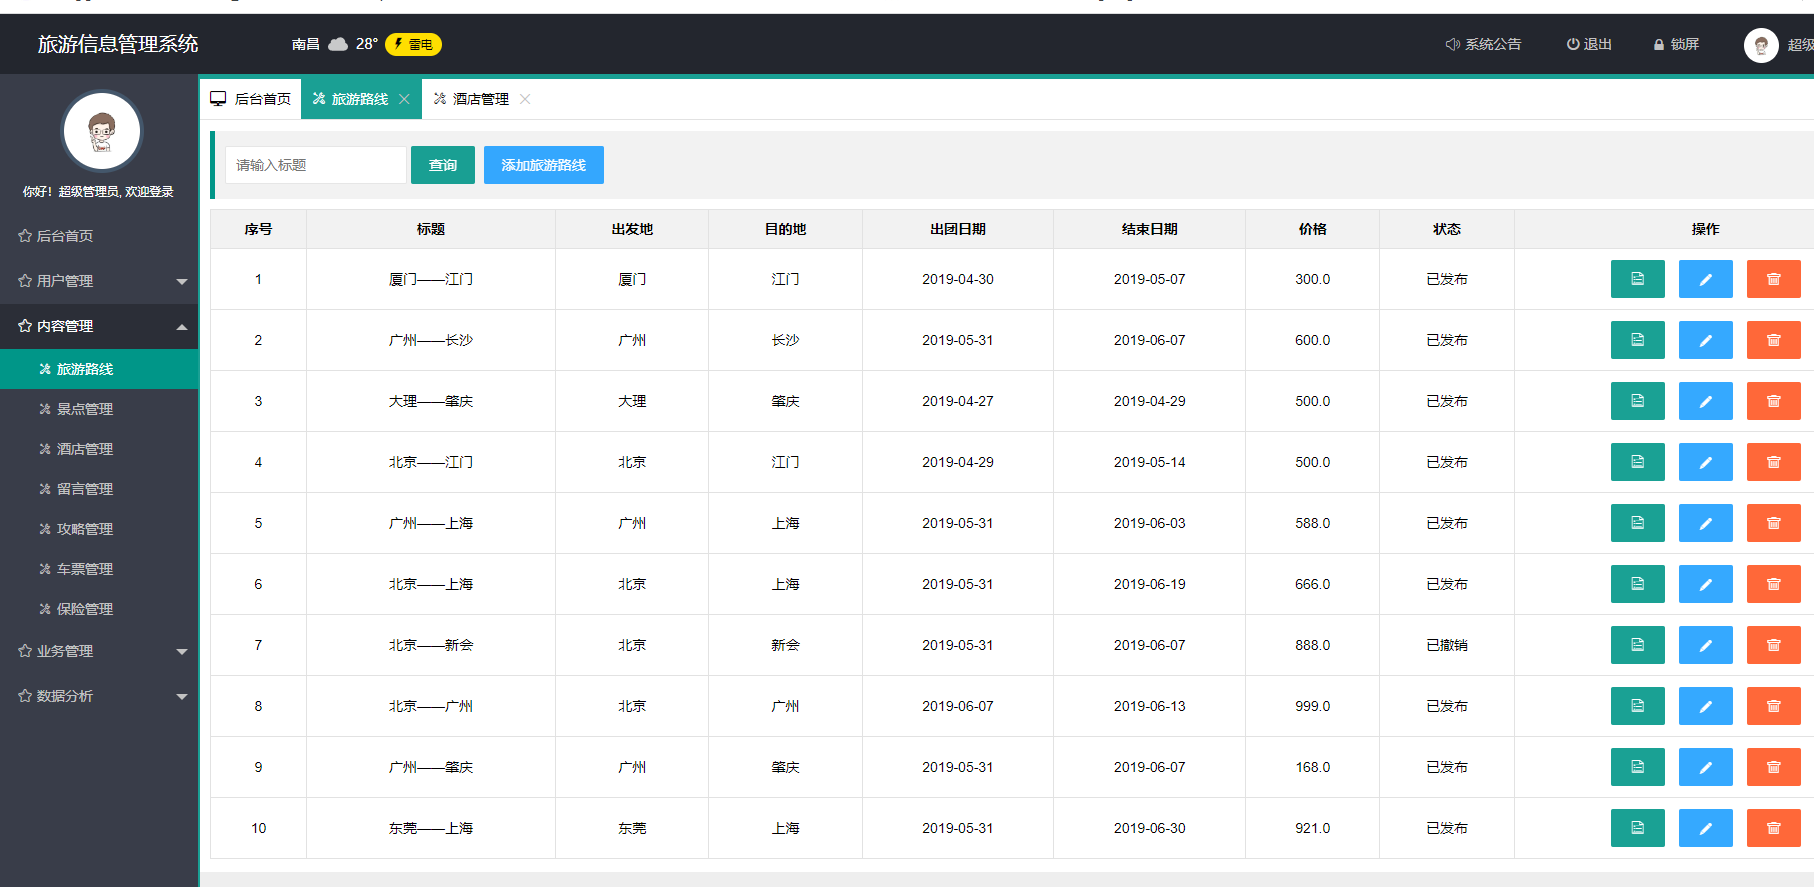 旅游信息管理系统 南昌 28° 雷电 系统公告 退出 锁屏 超级
后台首页 旅游路线 酒店管理
你好！超级管理员, 欢迎登录
后台首页
用户管理
内容管理
旅游路线
景点管理
酒店管理
留言管理
攻略管理
车票管理
保险管理
业务管理
数据分析
请输入标题 查询 添加旅游路线
序号 标题 出发地 目的地 出团日期 结束日期 价格 状态 操作
1 厦门——江门 厦门 江门 2019-04-30 2019-05-07 300.0 已发布
2 广州——长沙 广州 长沙 2019-05-31 2019-06-07 600.0 已发布
3 大理——肇庆 大理 肇庆 2019-04-27 2019-04-29 500.0 已发布
4 北京——江门 北京 江门 2019-04-29 2019-05-14 500.0 已发布
5 广州——上海 广州 上海 2019-05-31 2019-06-03 588.0 已发布
6 北京——上海 北京 上海 2019-05-31 2019-06-19 666.0 已发布
7 北京——新会 北京 新会 2019-05-31 2019-06-07 888.0 已撤销
8 北京——广州 北京 广州 2019-06-07 2019-06-13 999.0 已发布
9 广州——肇庆 广州 肇庆 2019-05-31 2019-06-07 168.0 已发布
10 东莞——上海 东莞 上海 2019-05-31 2019-06-30 921.0 已发布